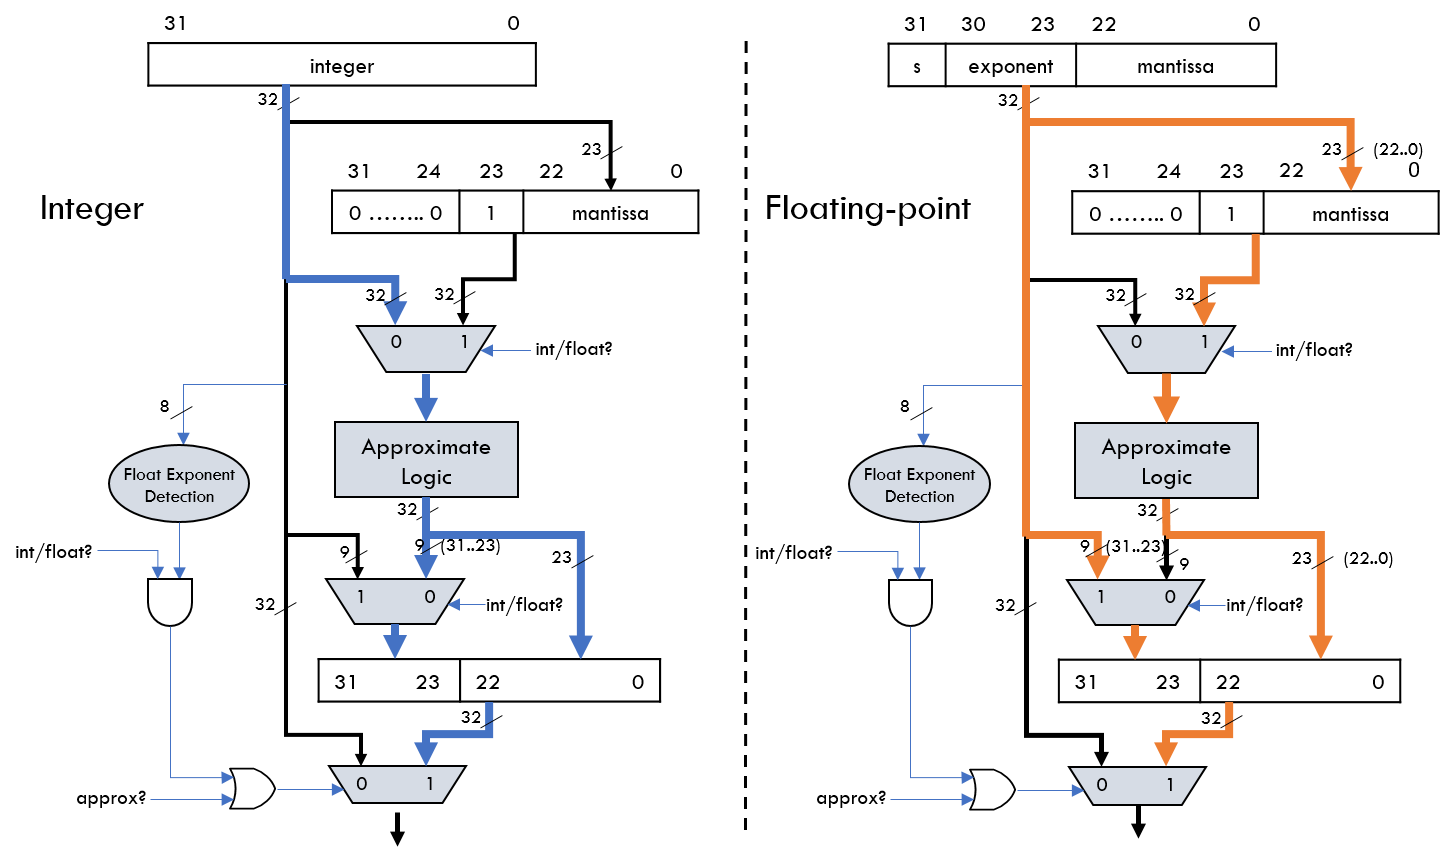 31 0
integer
32
23
31 24 23 22 0
Integer
0 ........ 0 1 mantissa
32 32
0 1
int/float?
8
Approximate
Logic
Float Exponent
Detection
32
int/float?
9 9 (31..23) 23
1 0
int/float?
32
31 23 22 0
32
0 1
approx?
31 30 23 22 0
s exponent mantissa
32
23 (22..0)
31 24 23 22 0
Floating-point
0 ........ 0 1 mantissa
32 32
0 1
int/float?
8
Approximate
Logic
Float Exponent
Detection
32
int/float?
9 (31..23) 9 23 (22..0)
1 0
int/float?
32
31 23 22 0
32
0 1
approx?